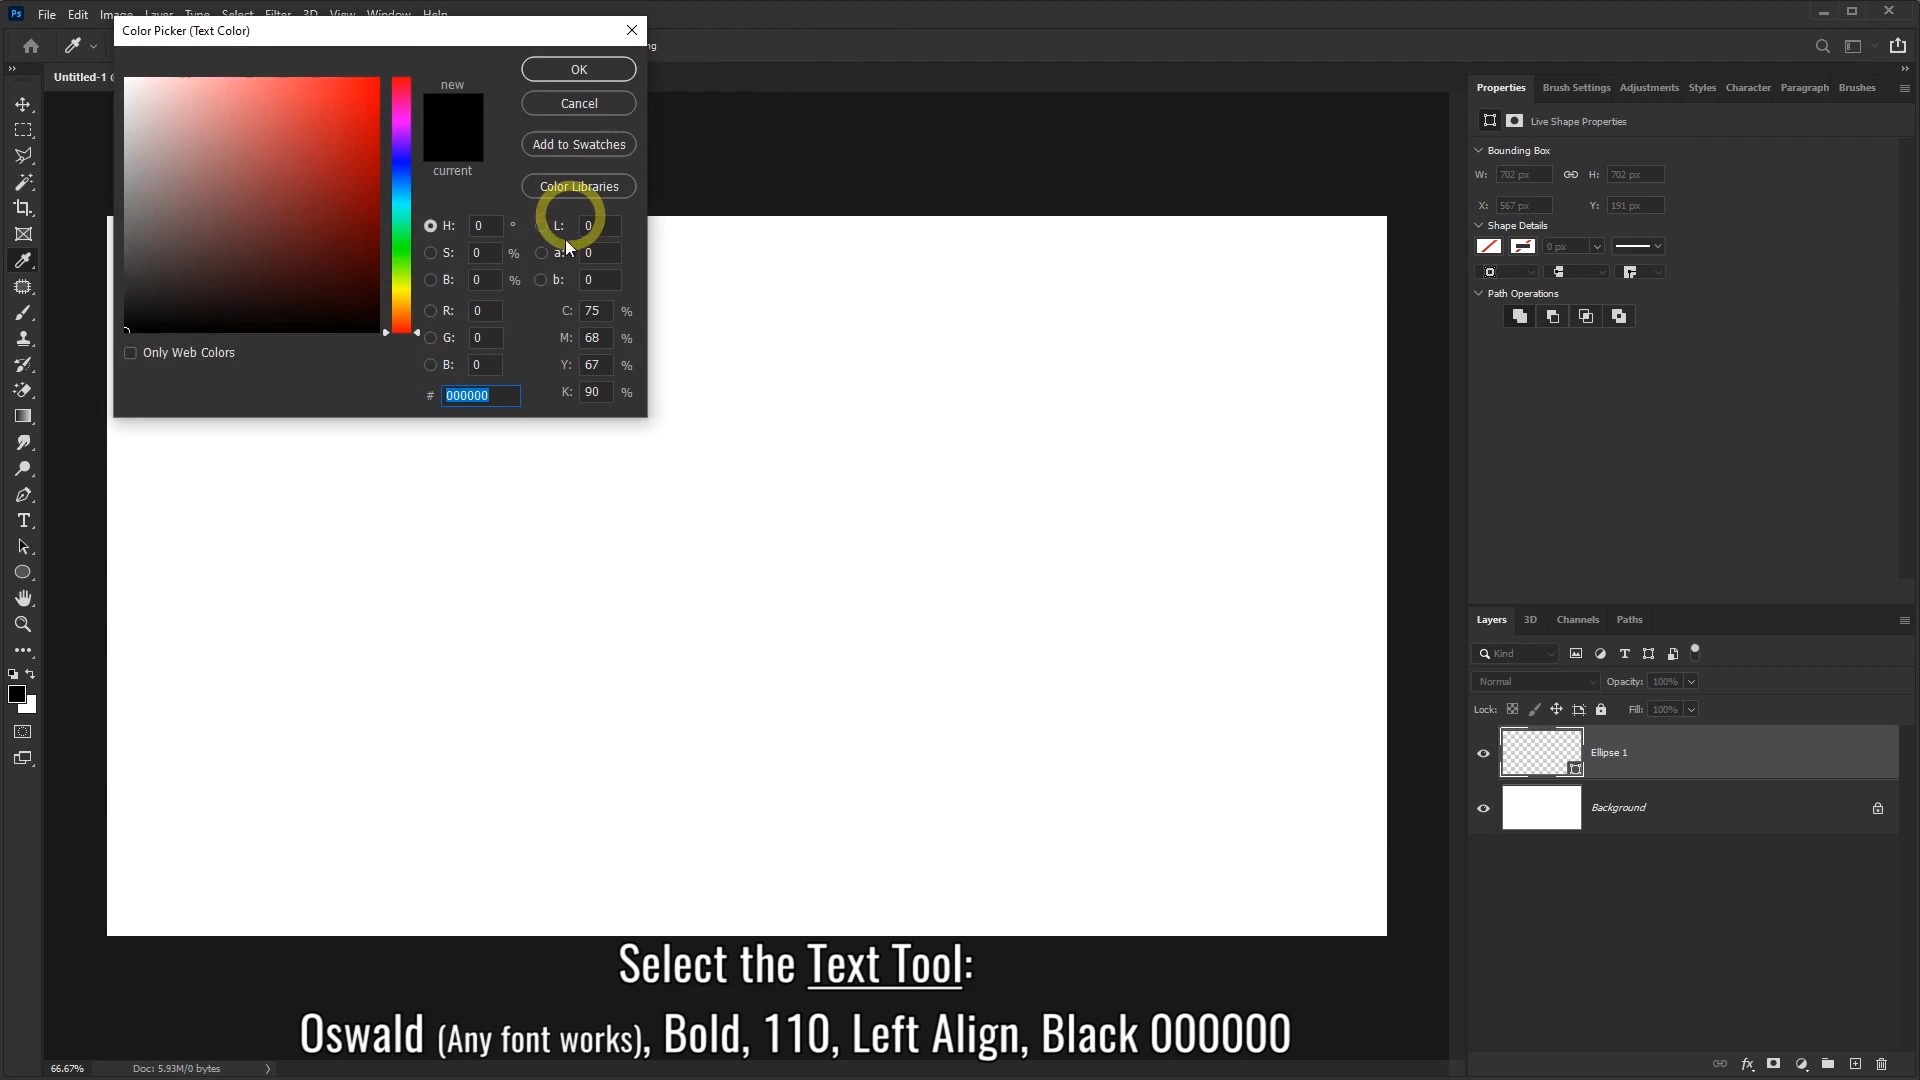 Ps File Edit Image Layer Type Select Filter 3D View Window Help
Color Picker (Text Color)
Untitled-1
new
current
OK
Cancel
Add to Swatches
Color Libraries
H: 0 °
S: 0 %
B: 0 %
R: 0
G: 0
B: 0
# 000000
L: 0
a: 0
b: 0
C: 75 %
M: 68 %
Y: 67 %
K: 90 %
Only Web Colors
Properties Brush Settings Adjustments Styles Character Paragraph Brushes
Live Shape Properties
Bounding Box
W: 702 px H: 702 px
X: 567 px Y: 191 px
Shape Details
0 px
Path Operations
Layers 3D Channels Paths
Kind
Normal Opacity: 100%
Lock: Fill: 100%
Ellipse 1
Background
Select the Text Tool:
Oswald (Any font works), Bold, 110, Left Align, Black 000000
66.67% Doc: 5.93M/0 bytes